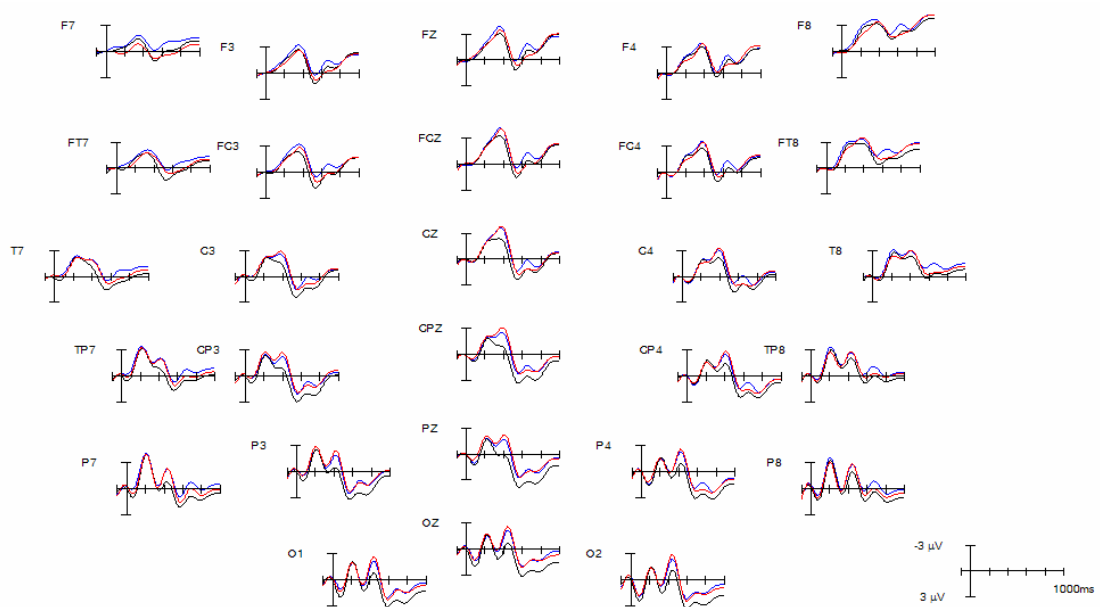 F7
F3
FZ
F4
F8
FT7
FC3
FCZ
FC4
FT8
T7
C3
CZ
C4
T8
TP7
CP3
CPZ
CP4
TP8
P7
P3
PZ
P4
P8
O1
OZ
O2
-3 µV
3 µV
1000ms